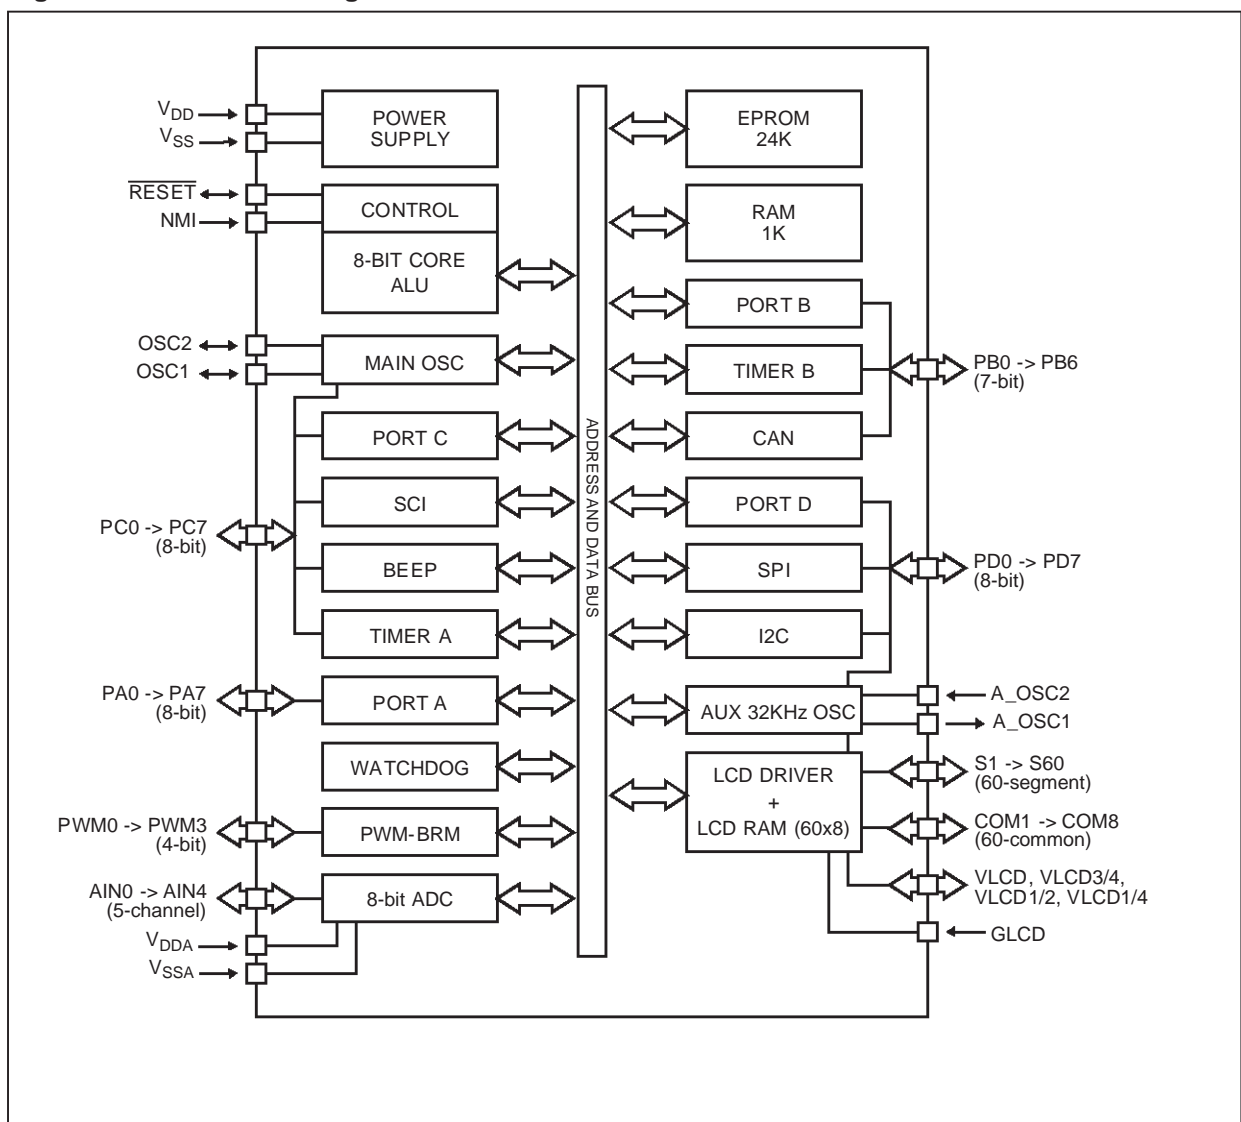 V_DD
V_SS
RESET
NMI
OSC2
OSC1
PC0 -> PC7
(8-bit)
PA0 -> PA7
(8-bit)
PWM0 -> PWM3
(4-bit)
AIN0 -> AIN4
(5-channel)
V_DDA
V_SSA
POWER
SUPPLY
CONTROL
8-BIT CORE
ALU
MAIN OSC
PORT C
SCI
BEEP
TIMER A
PORT A
WATCHDOG
PWM-BRM
8-bit ADC
ADDRESS AND DATA BUS
EPROM
24K
RAM
1K
PORT B
TIMER B
CAN
PORT D
SPI
I2C
AUX 32KHz OSC
LCD DRIVER
+
LCD RAM (60x8)
PB0 -> PB6
(7-bit)
PD0 -> PD7
(8-bit)
A_OSC2
A_OSC1
S1 -> S60
(60-segment)
COM1 -> COM8
(60-common)
VLCD, VLCD3/4,
VLCD1/2, VLCD1/4
GLCD